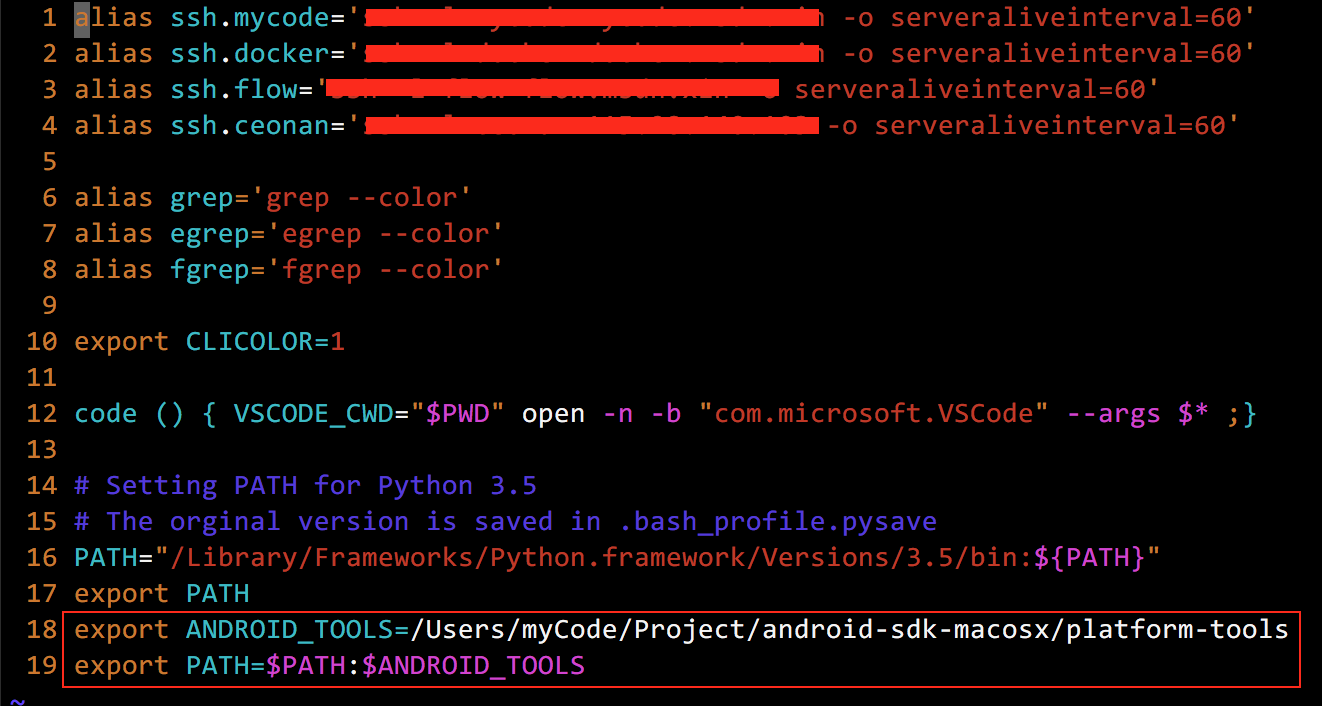 1 alias ssh.mycode=' -o serveraliveinterval=60'
2 alias ssh.docker=' -o serveraliveinterval=60'
3 alias ssh.flow=' serveraliveinterval=60'
4 alias ssh.ceonan=' -o serveraliveinterval=60'
5
6 alias grep='grep --color'
7 alias egrep='egrep --color'
8 alias fgrep='fgrep --color'
9
10 export CLICOLOR=1
11
12 code () { VSCODE_CWD="$PWD" open -n -b "com.microsoft.VSCode" --args $* ;}
13
14 # Setting PATH for Python 3.5
15 # The orginal version is saved in .bash_profile.pysave
16 PATH="/Library/Frameworks/Python.framework/Versions/3.5/bin:${PATH}"
17 export PATH
18 export ANDROID_TOOLS=/Users/myCode/Project/android-sdk-macosx/platform-tools
19 export PATH=$PATH:$ANDROID_TOOLS
~